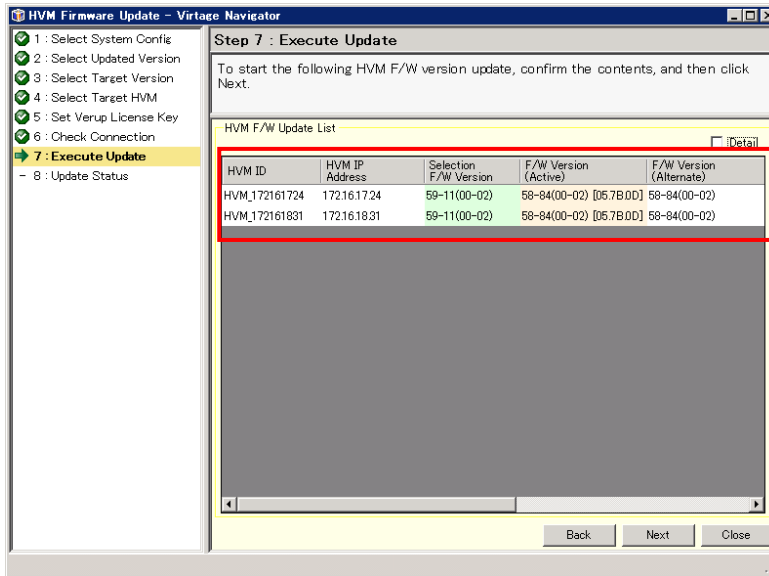 HVM Firmware Update - Virtage Navigator
1 : Select System Config
2 : Select Updated Version
3 : Select Target Version
4 : Select Target HVM
5 : Set Verup License Key
6 : Check Connection
7 : Execute Update
- 8 : Update Status
Step 7 : Execute Update
To start the following HVM F/W version update, confirm the contents, and then click
Next.
HVM F/W Update List
Detail
HVM ID HVM IP Address Selection F/W Version F/W Version (Active) F/W Version (Alternate)
HVM_172161724 172.16.17.24 59-11(00-02) 58-84(00-02) [05.7B.0D] 58-84(00-02)
HVM_172161831 172.16.18.31 59-11(00-02) 58-84(00-02) [05.7B.0D] 58-84(00-02)
Back Next Close